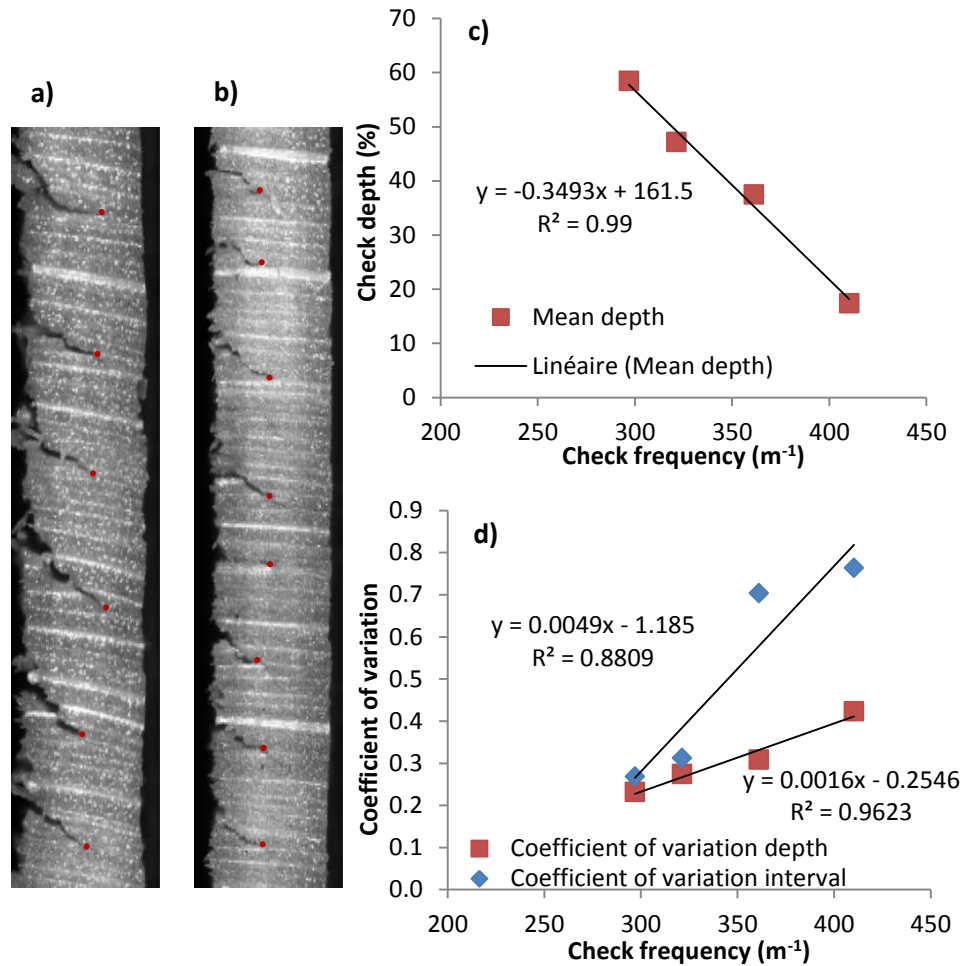 a)
b)
c)
Check depth (%)
70
60
50
40
30
20
10
0
y = -0.3493x + 161.5
R² = 0.99
Mean depth
Linéaire (Mean depth)
200 250 300 350 400 450
Check frequency (m⁻¹)
d)
Coefficient of variation
0.9
0.8
0.7
0.6
0.5
0.4
0.3
0.2
0.1
0.0
y = 0.0049x - 1.185
R² = 0.8809
y = 0.0016x - 0.2546
R² = 0.9623
Coefficient of variation depth
Coefficient of variation interval
200 250 300 350 400 450
Check frequency (m⁻¹)